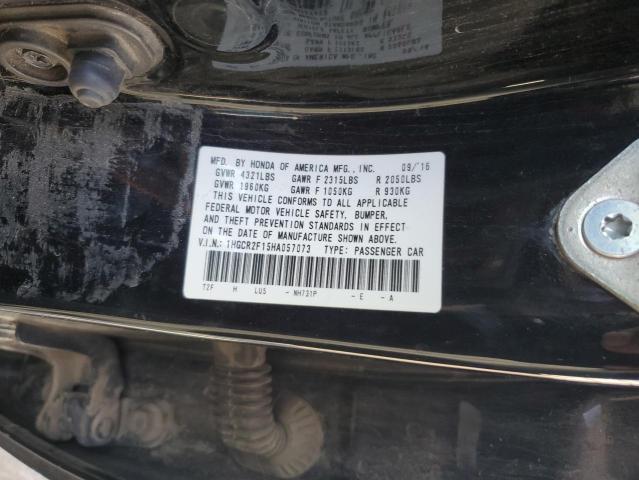 MFD. BY HONDA OF AMERICA MFG., INC. 09/16
GVWR 4321LBS GAWR F 2315LBS R 2050LBS
GVWR 1960KG GAWR F 1050KG R 930KG
THIS VEHICLE CONFORMS TO ALL APPLICABLE
FEDERAL MOTOR VEHICLE SAFETY, BUMPER,
AND THEFT PREVENTION STANDARDS IN EFFECT
ON THE DATE OF MANUFACTURE SHOWN ABOVE.
V.I.N.: 1HGCR2F15HA057073 TYPE: PASSENGER CAR
T2F H LUS - NH731P - E - A